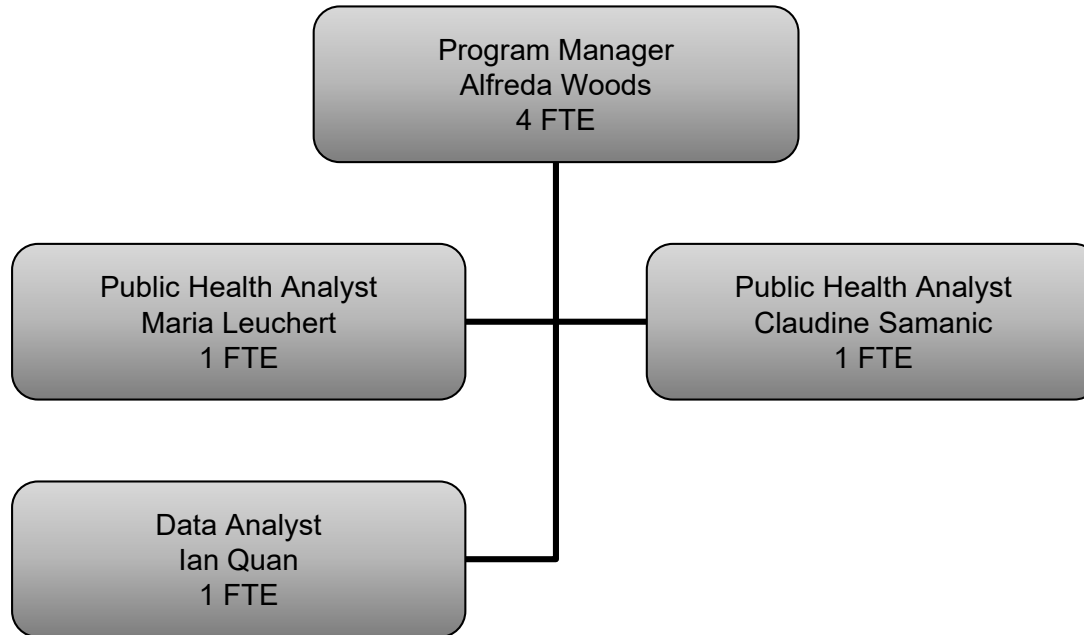 Program Manager
Alfreda Woods
4 FTE
Public Health Analyst
Maria Leuchert
1 FTE
Public Health Analyst
Claudine Samanic
1 FTE
Data Analyst
Ian Quan
1 FTE